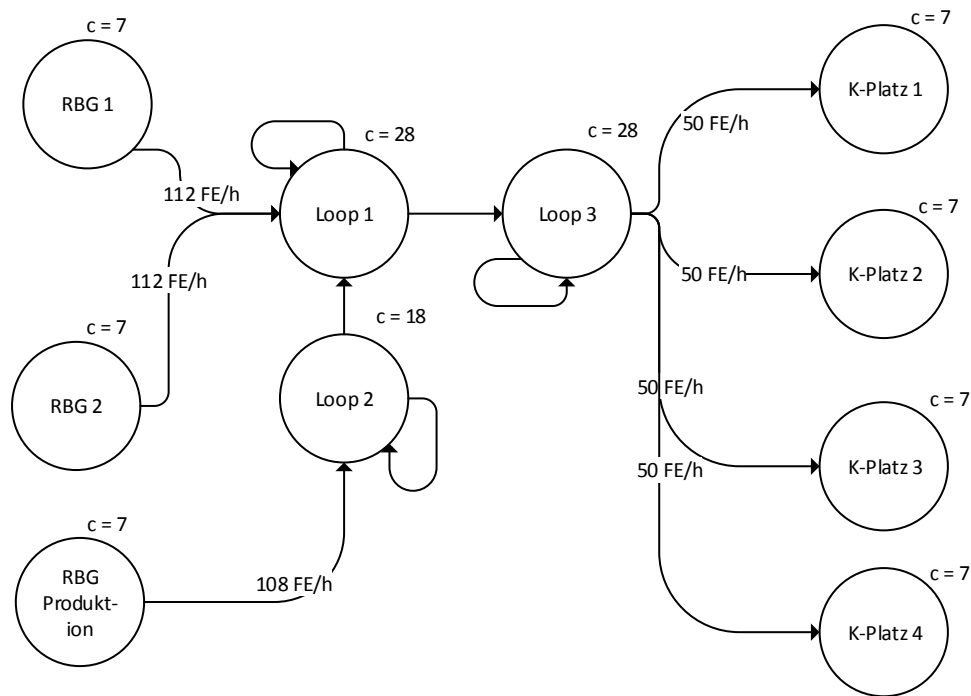 c = 7
RBG 1
112 FE/h
112 FE/h
c = 7
RBG 2
c = 7
RBG
Produkt-
ion
108 FE/h
c = 28
Loop 1
c = 18
Loop 2
c = 28
Loop 3
50 FE/h
50 FE/h
50 FE/h
50 FE/h
c = 7
K-Platz 1
c = 7
K-Platz 2
c = 7
K-Platz 3
c = 7
K-Platz 4